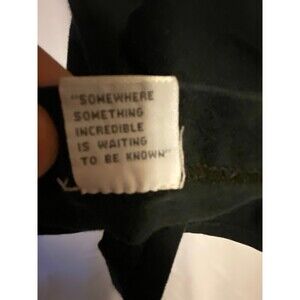 "SOMEWHERE
SOMETHING
INCREDIBLE
IS WAITING
TO BE KNOWN"